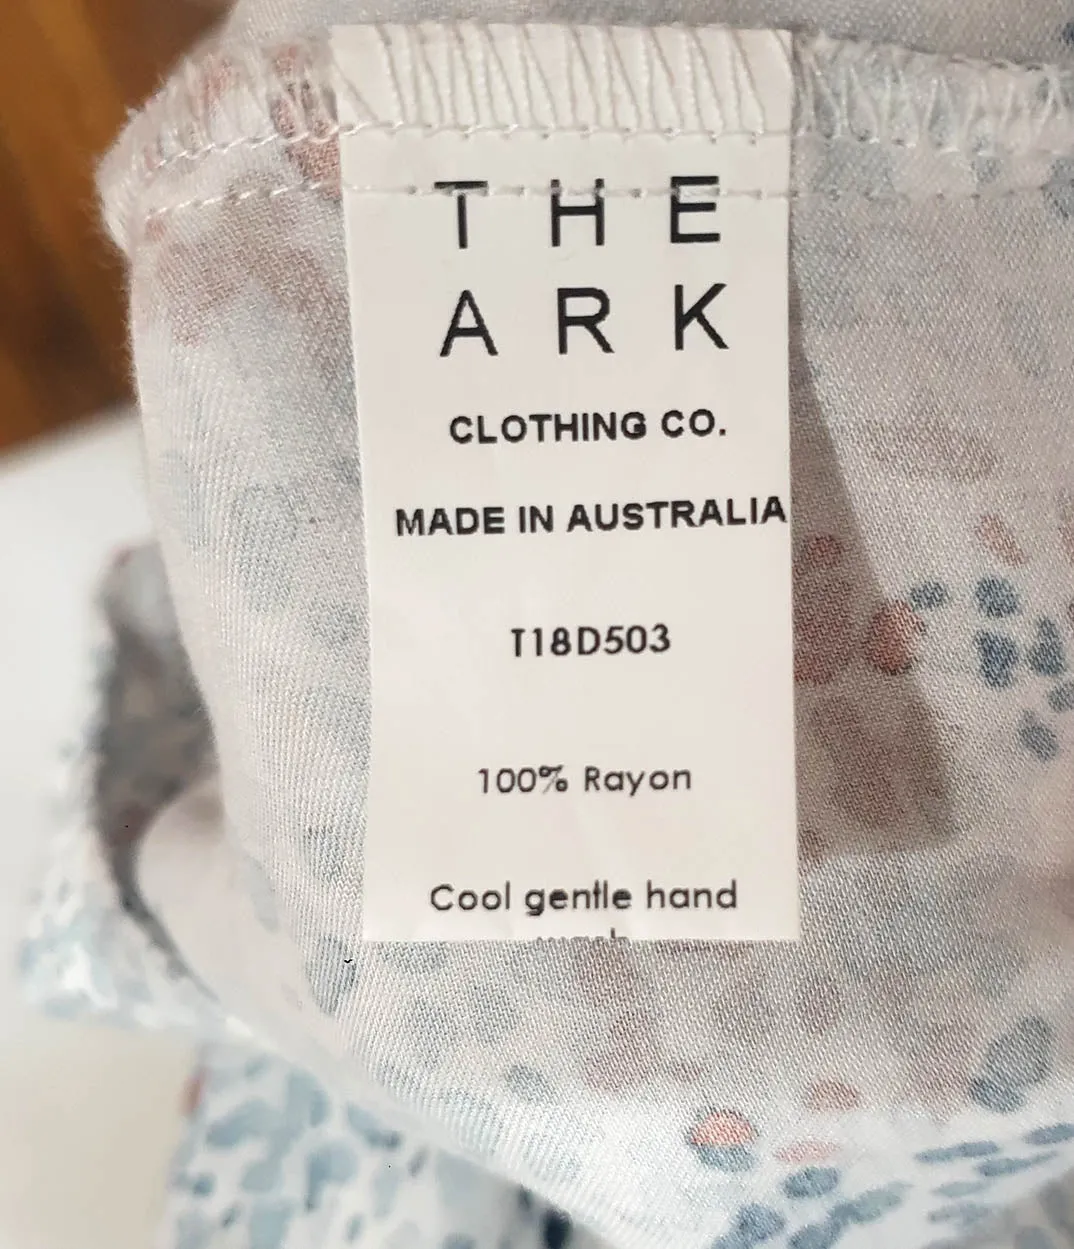 THE
ARK
CLOTHING CO.
MADE IN AUSTRALIA
T18D503
100% Rayon
Cool gentle hand